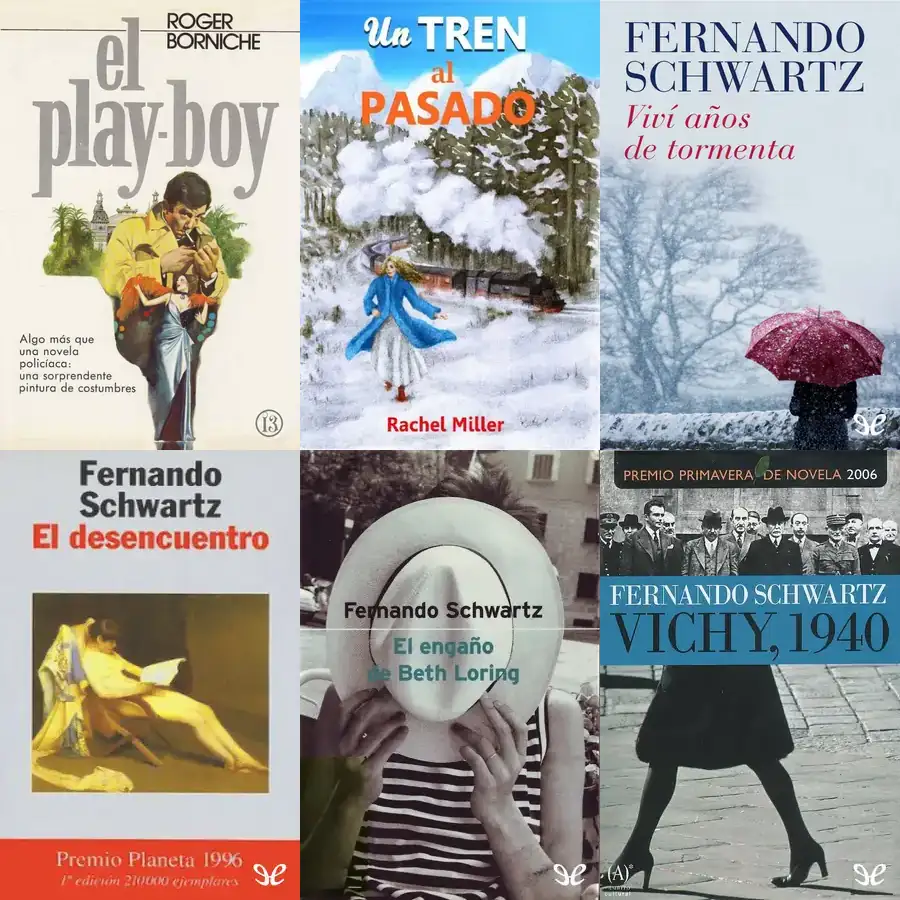 ROGER
BORNICHE
el
play-boy
Algo más que
una novela
policíaca:
una sorprendente
pintura de costumbres
13
Un TREN
al
PASADO
Rachel Miller
FERNANDO
SCHWARTZ
Viví años
de tormenta
Fernando
Schwartz
El desencuentro
Premio Planeta 1996
1ª edición 210000 ejemplares
Fernando Schwartz
El engaño
de Beth Loring
PREMIO PRIMAVERA DE NOVELA 2006
FERNANDO SCHWARTZ
VICHY, 1940
(A)